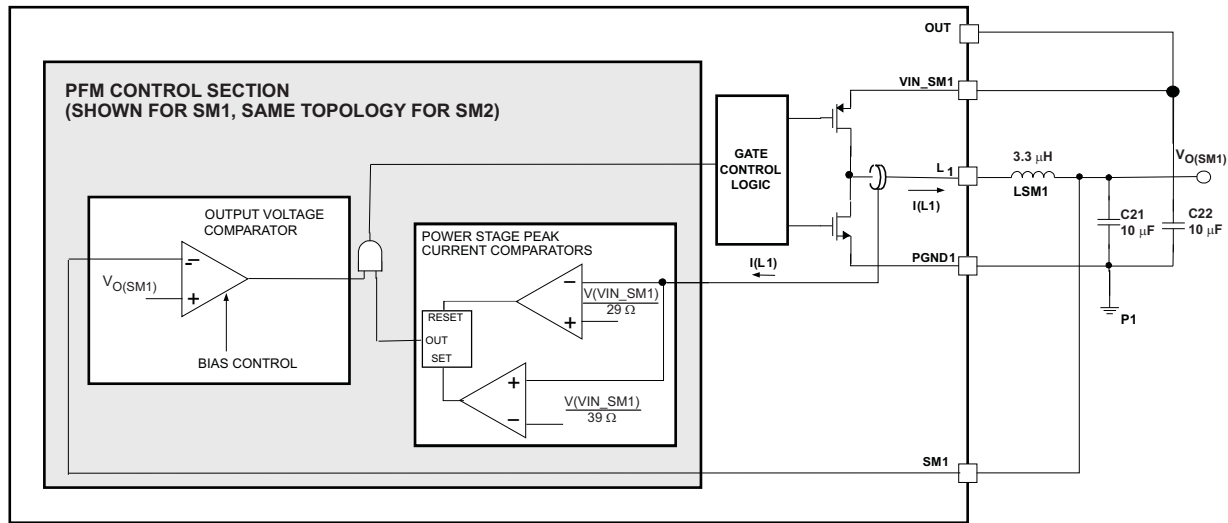 OUT
PFM CONTROL SECTION
(SHOWN FOR SM1, SAME TOPOLOGY FOR SM2)
VIN_SM1
GATE
CONTROL
LOGIC
L1
3.3 µH
LSM1
VO(SM1)
I(L1)
C21
10 µF
C22
10 µF
OUTPUT VOLTAGE
COMPARATOR
-
VO(SM1)
+
BIAS CONTROL
POWER STAGE PEAK
CURRENT COMPARATORS
I(L1)
PGND1
P1
−
V(VIN_SM1)
29 Ω
+
RESET
OUT
SET
+
−
V(VIN_SM1)
39 Ω
SM1